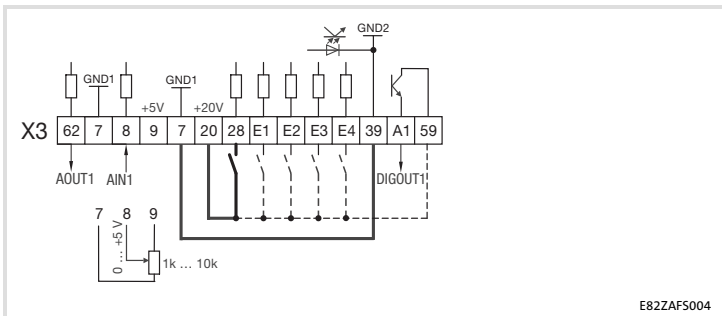 GND2
GND1 GND1
+5V +20V
X3 62 7 8 9 7 20 28 E1 E2 E3 E4 39 A1 59
AOUT1 AIN1 DIGOUT1
7 8 9
0 ... +5 V
1k ... 10k
E82ZAFS004